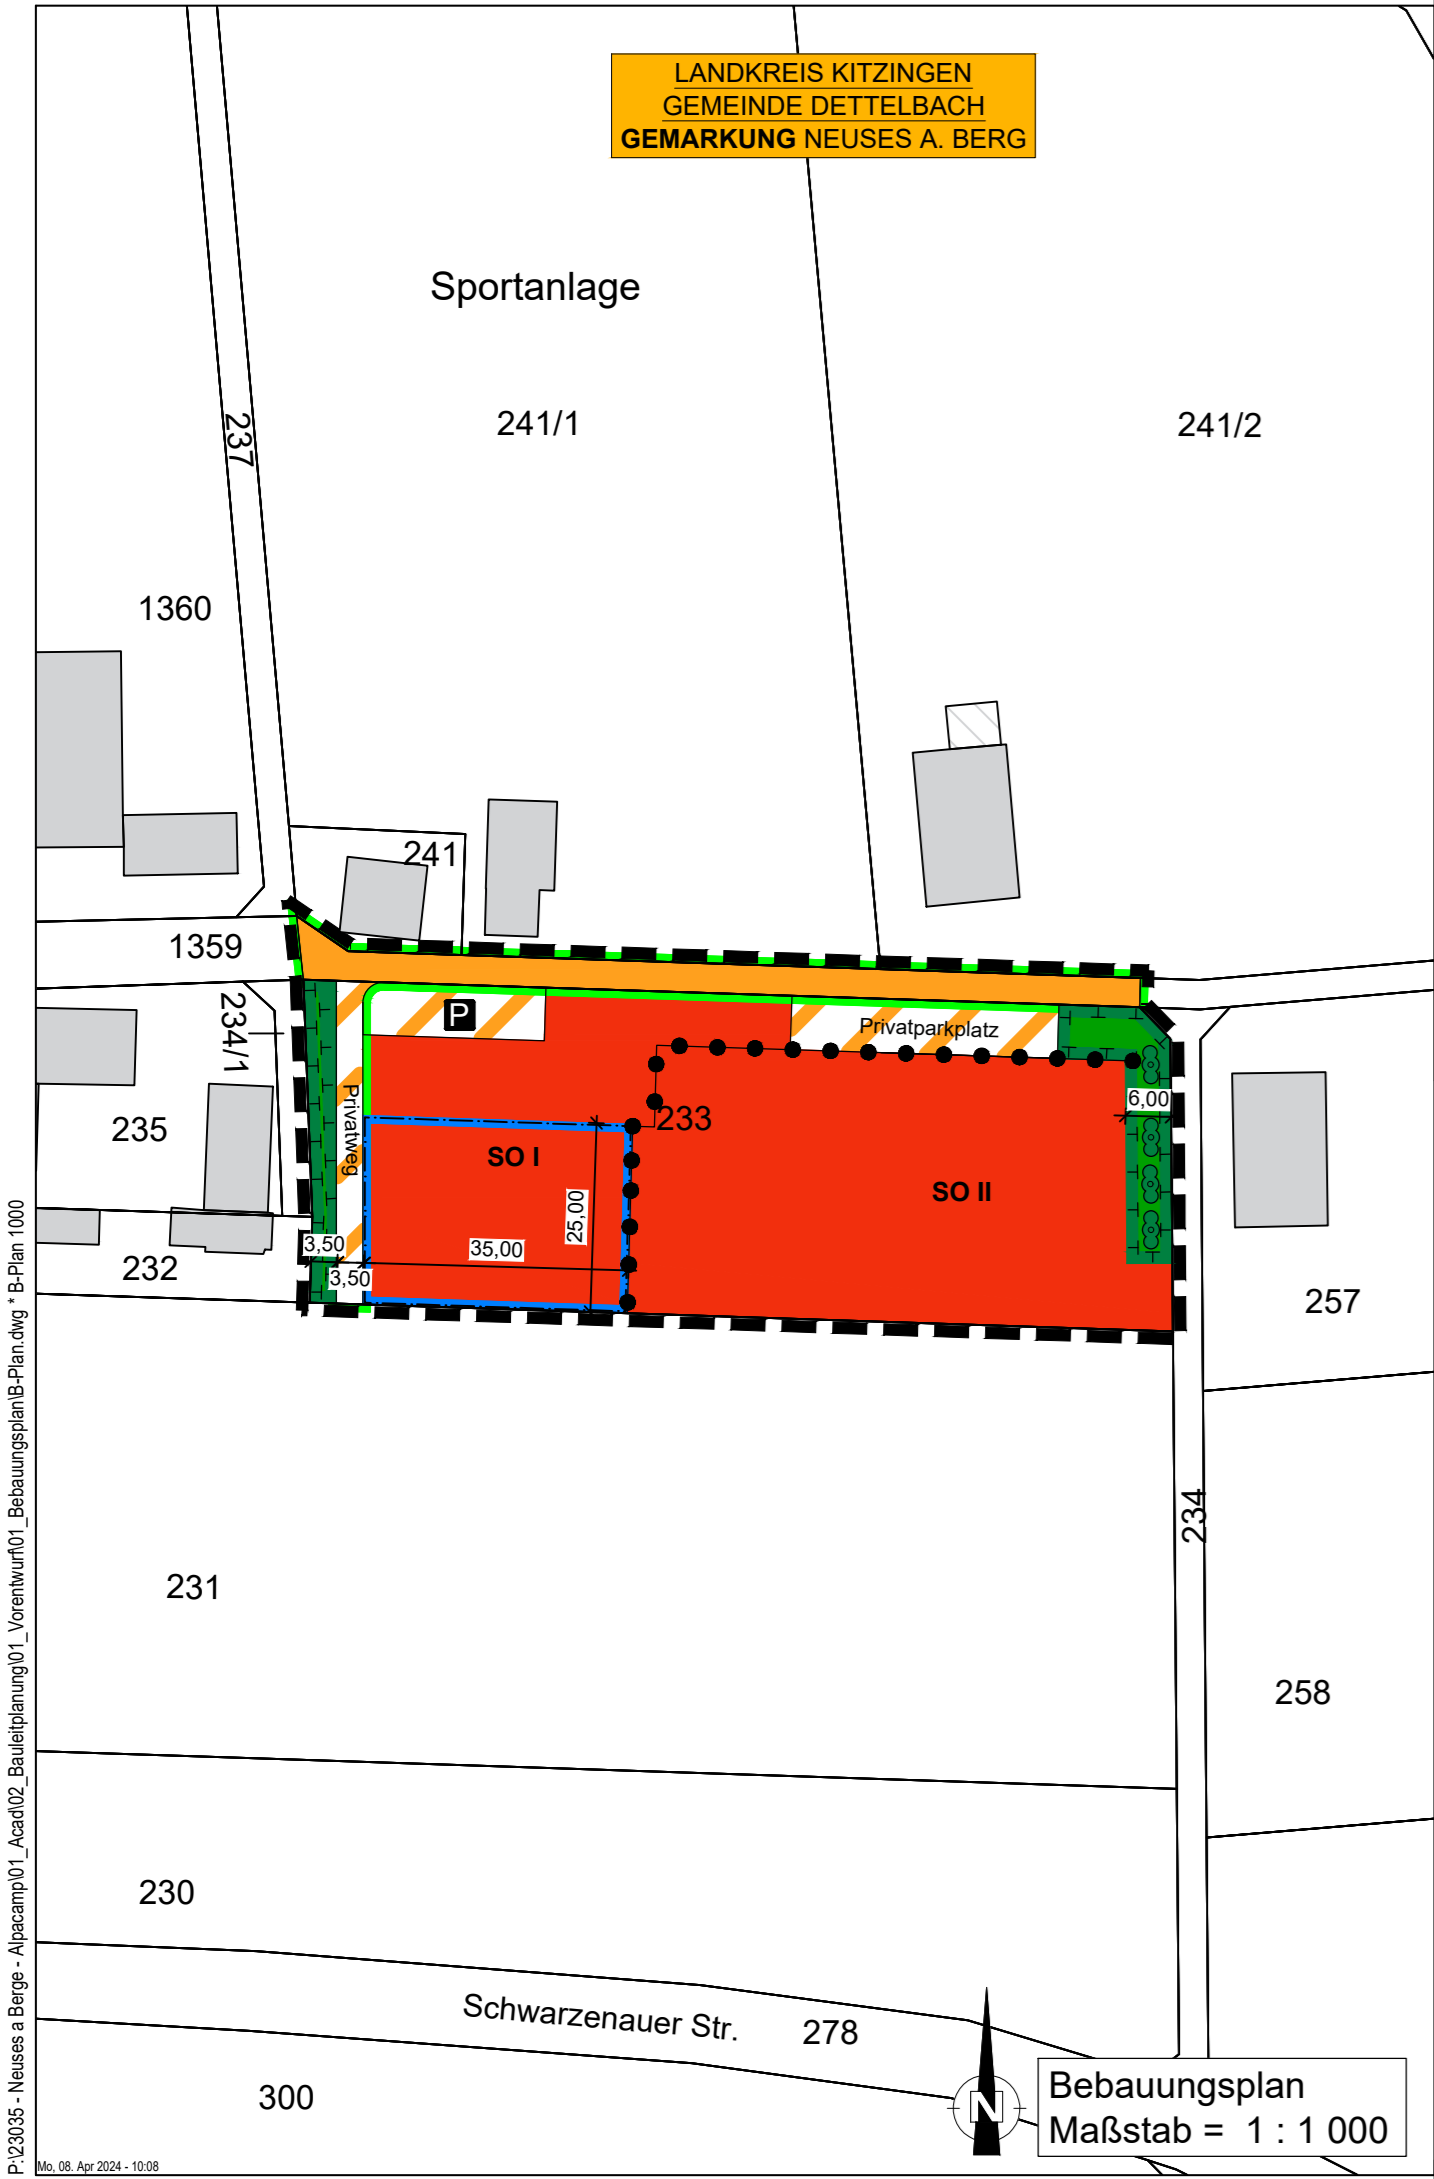 LANDKREIS KITZINGEN
GEMEINDE DETTELBACH
GEMARKUNG NEUSES A. BERG
Sportanlage
241/1
241/2
237
1360
241
1359
234/1
P
Privatparkplatz
235
Privatweg
233
6,00
SO I
SO II
25,00
3,50
35,00
3,50
232
257
234
231
258
230
Schwarzenauer Str.
278
300
N
Bebauungsplan
Maßstab = 1 : 1 000
P:\23035 - Neuses a Berge - Alpacamp\01_Acad\02_Bauleitplanung\01_Vorentwurf\01_Bebauungsplan\B-Plan.dwg * B-Plan 1000
Mo, 08. Apr 2024 - 10:08